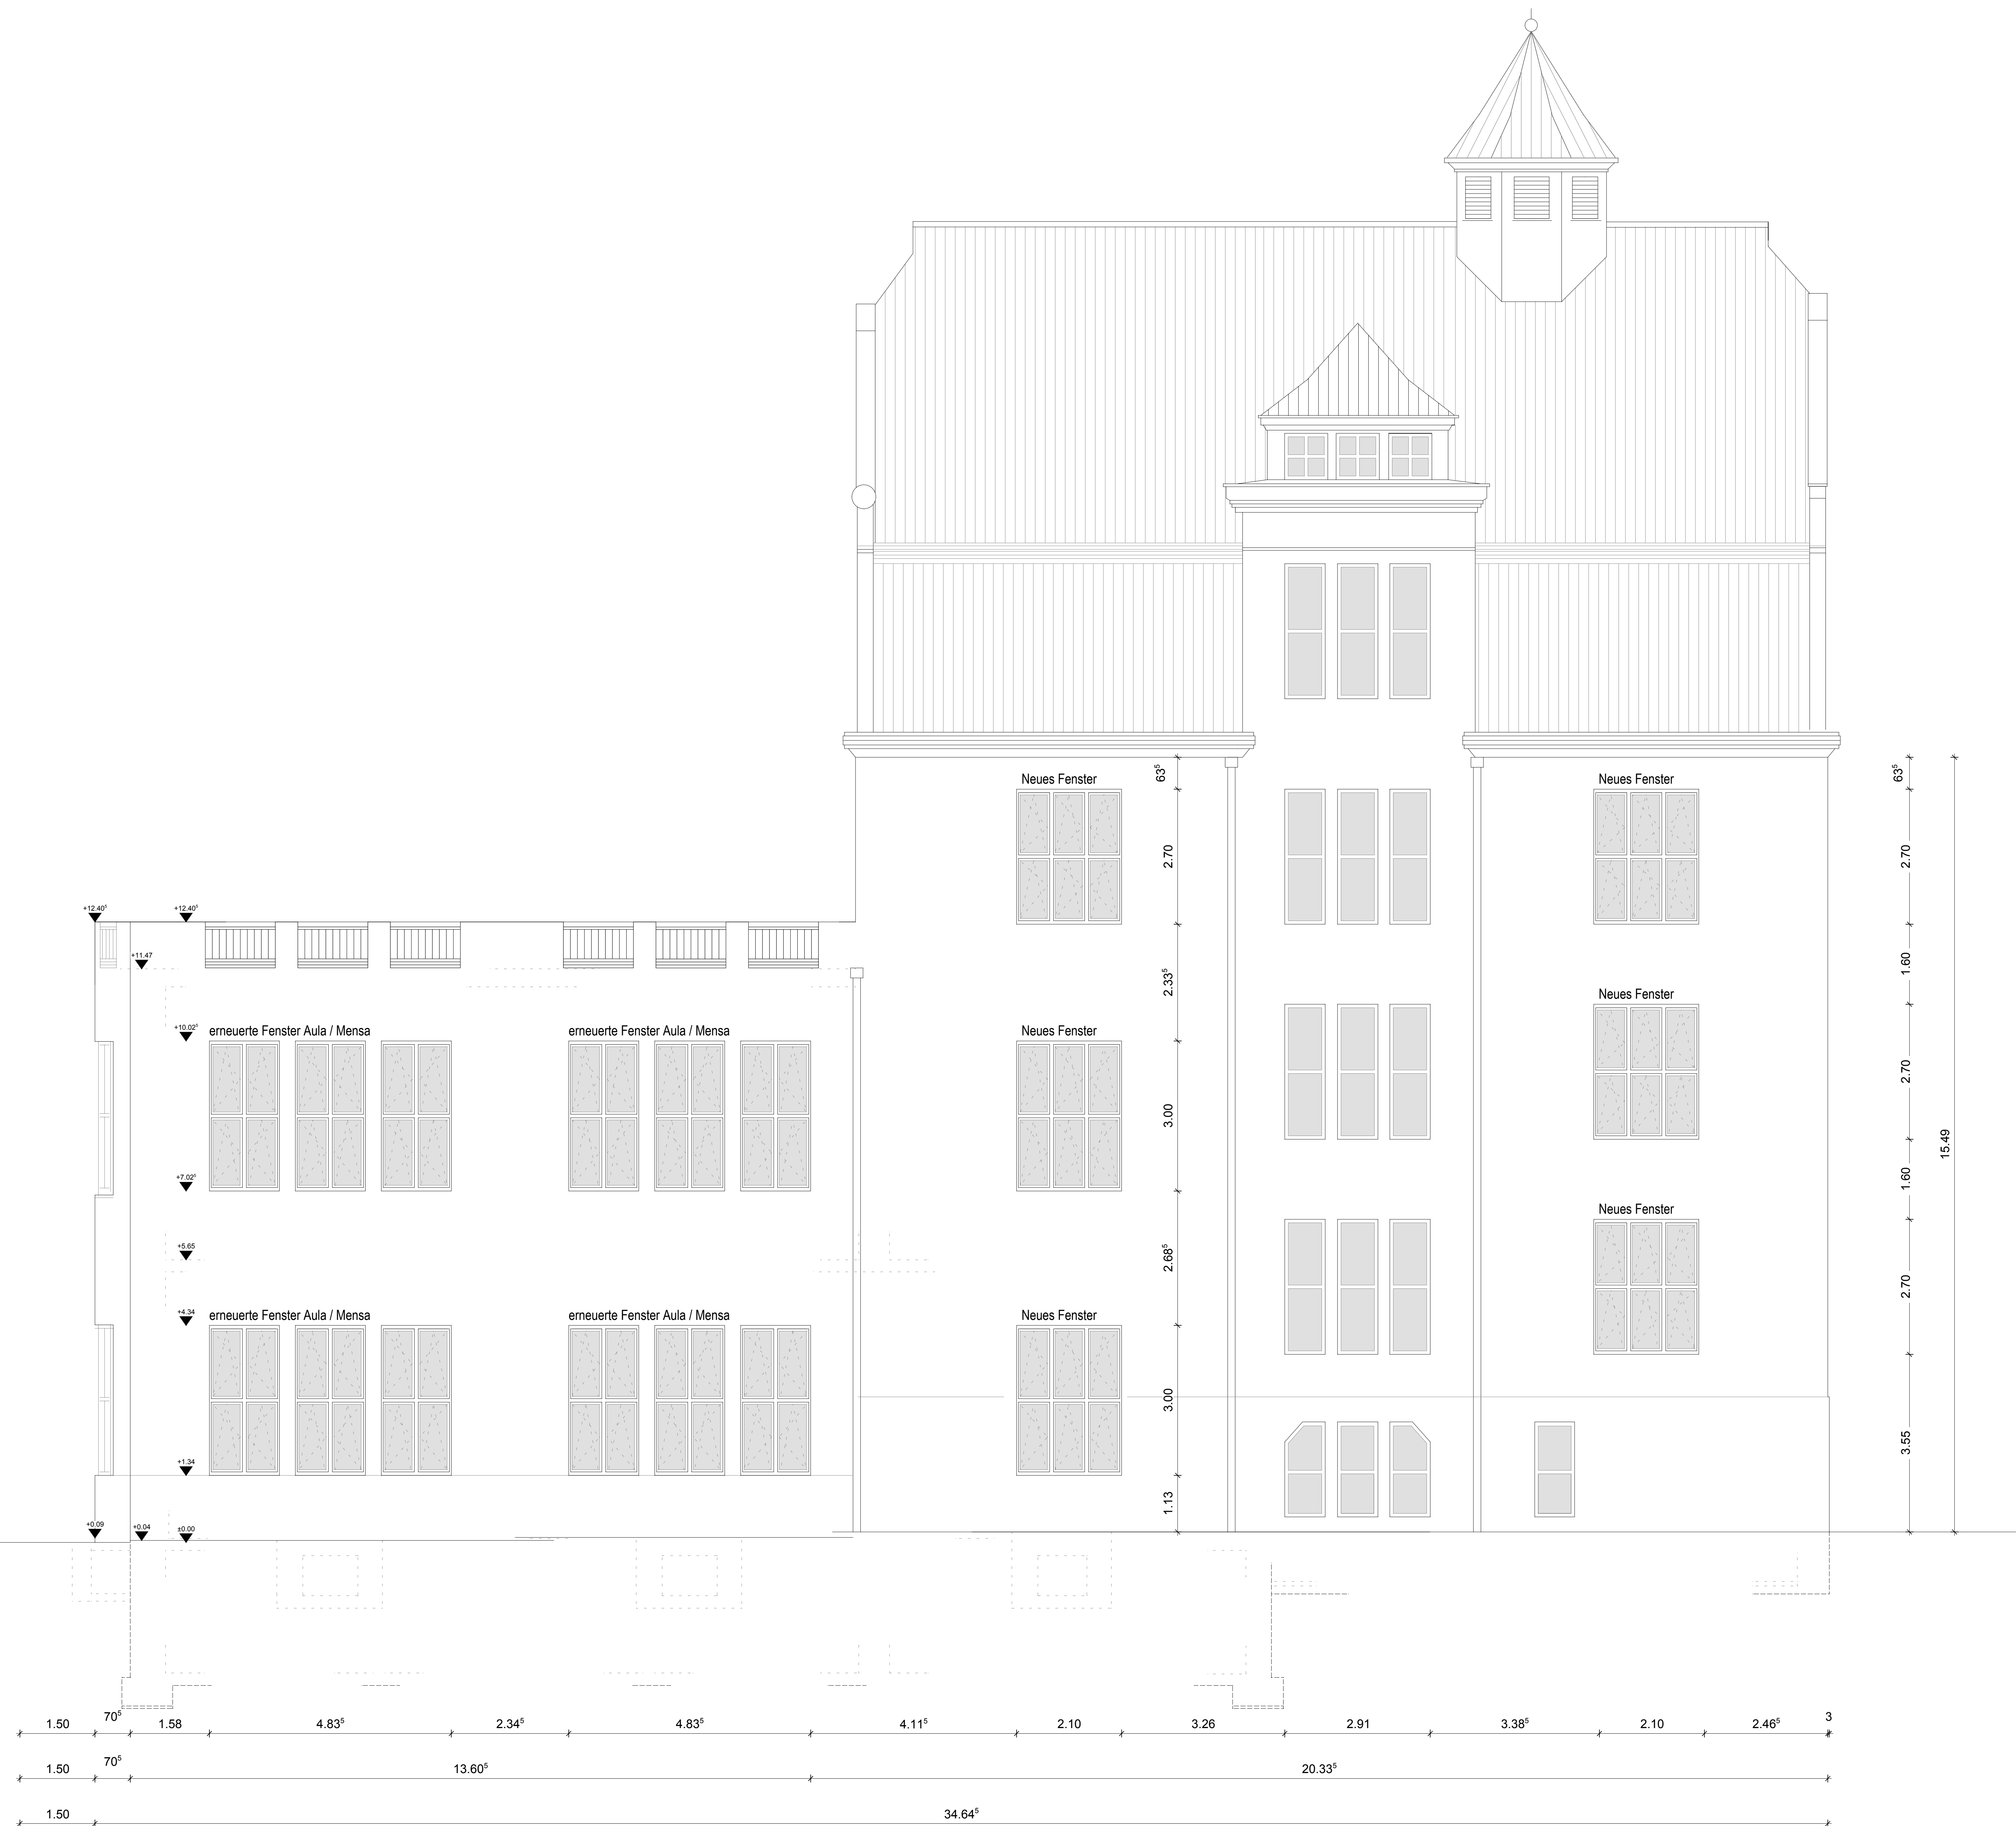 Neues Fenster
Neues Fenster
63⁵
63⁵
2.70
2.70
+12.40⁵
+12.40⁵
+11.47
2.33⁵
1.60
Neues Fenster
+10.02⁵
erneuerte Fenster Aula / Mensa
erneuerte Fenster Aula / Mensa
Neues Fenster
2.70
3.00
15.49
+7.02⁵
1.60
Neues Fenster
+5.65
2.68⁵
2.70
+4.34
erneuerte Fenster Aula / Mensa
erneuerte Fenster Aula / Mensa
Neues Fenster
3.00
3.55
+1.34
1.13
+0.09
+0.04
±0.00
1.50 70⁵ 1.58 4.83⁵ 2.34⁵ 4.83⁵ 4.11⁵ 2.10 3.26 2.91 3.38⁵ 2.10 2.46⁵ 3
1.50 70⁵ 13.60⁵ 20.33⁵
1.50 34.64⁵